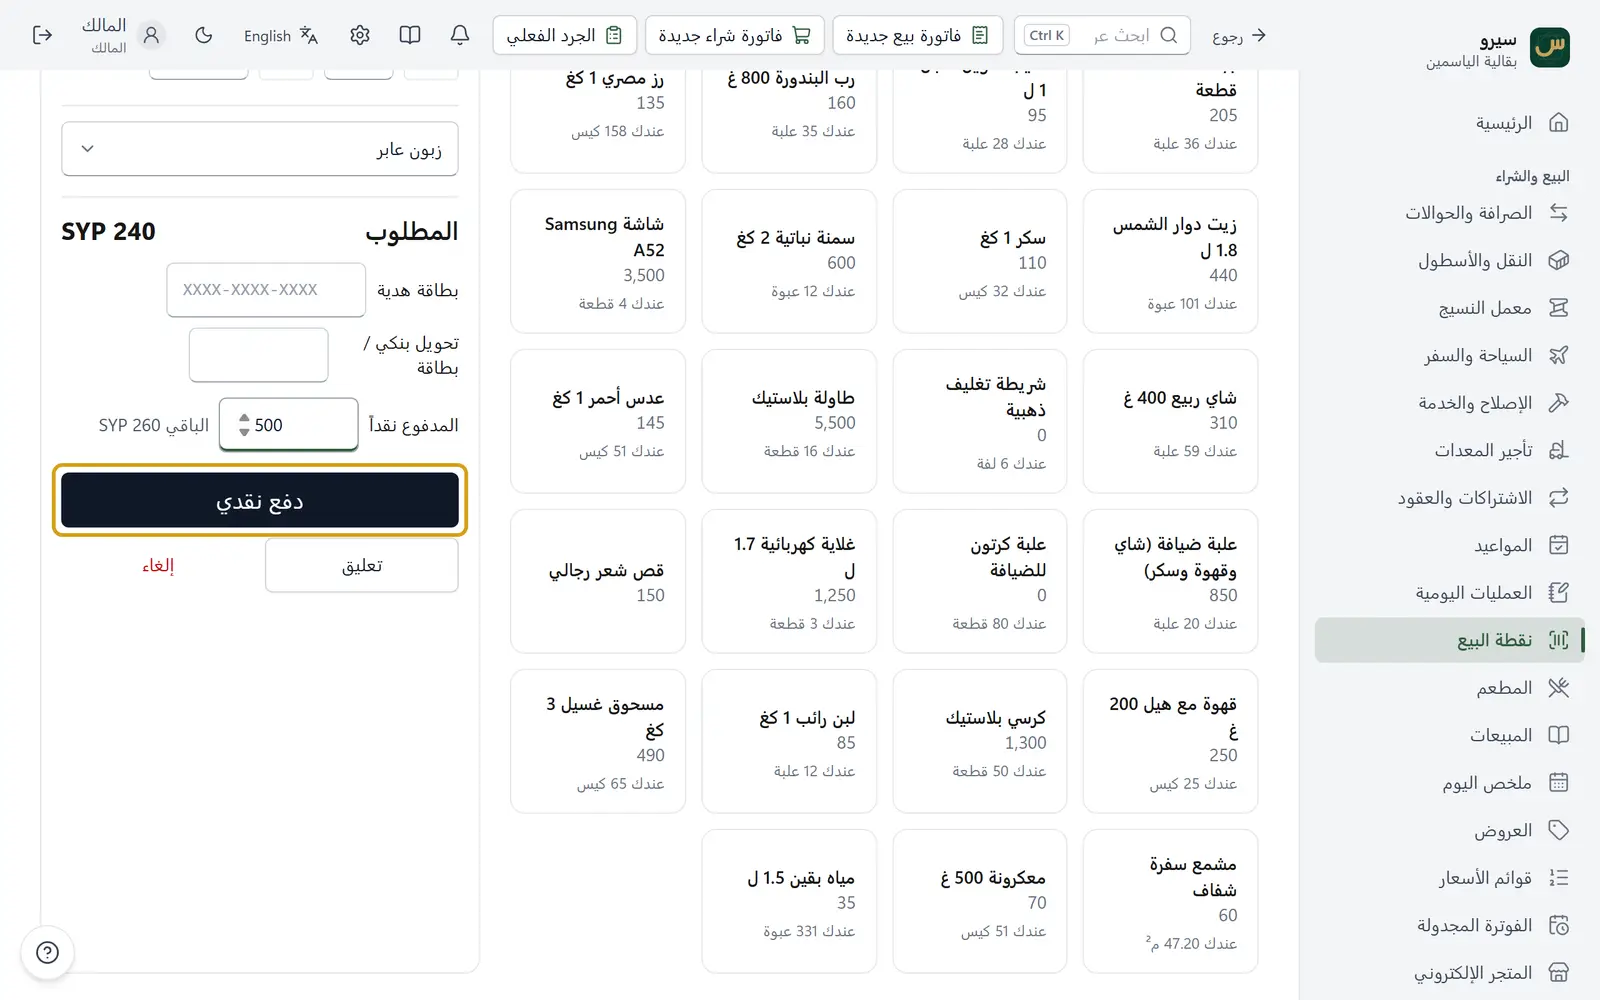 سيرو
بقالية الياسمين
رجوع
ابحث عبر
Ctrl K
فاتورة بيع جديدة
فاتورة شراء جديدة
الجرد الفعلي
English
المالك
المالك
الرئيسية
البيع والشراء
الصرافة والحوالات
النقل والأسطول
معمل النسيج
السياحة والسفر
الإصلاح والخدمة
تأجير المعدات
الاشتراكات والعقود
المواعيد
العمليات اليومية
نقطة البيع
المطعم
المبيعات
ملخص اليوم
العروض
قوائم الأسعار
الفوترة المجدولة
المتجر الإلكتروني
قطعة
205
عندك 36 علبة
1 ل
95
عندك 28 علبة
رب البندورة 800 غ
160
عندك 35 علبة
رز مصري 1 كغ
135
عندك 158 كيس
زيت دوار الشمس
1.8 ل
440
عندك 101 عبوة
سكر 1 كغ
110
عندك 32 كيس
سمنة نباتية 2 كغ
600
عندك 12 عبوة
شاشة Samsung
A52
3,500
عندك 4 قطعة
شاي ربيع 400 غ
310
عندك 59 علبة
شريطة تغليف
ذهبية
0
عندك 6 لفة
طاولة بلاستيك
5,500
عندك 16 قطعة
عدس أحمر 1 كغ
145
عندك 51 كيس
علبة ضيافة (شاي
وقهوة وسكر)
850
عندك 20 علبة
علبة كرتون
للضيافة
0
عندك 80 قطعة
غلاية كهربائية 1.7
ل
1,250
عندك 3 قطعة
قص شعر رجالي
150
قهوة مع هيل 200
غ
250
عندك 25 كيس
كرسي بلاستيك
1,300
عندك 50 قطعة
لبن رائب 1 كغ
85
عندك 12 علبة
مسحوق غسيل 3
كغ
490
عندك 65 كيس
مشمع سفرة
شفاف
60
عندك 47.20 م²
معكرونة 500 غ
70
عندك 51 كيس
مياه بقين 1.5 ل
35
عندك 331 عبوة
زبون عابر
المطلوب
SYP 240
بطاقة هدية
XXXX-XXXX-XXXX
تحويل بنكي /
بطاقة
المدفوع نقداً
500
الباقي SYP 260
دفع نقدي
تعليق
إلغاء